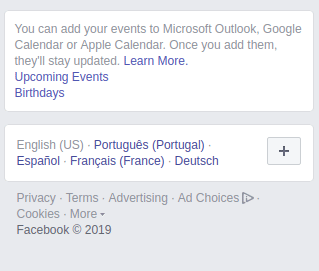 You can add your events to Microsoft Outlook, Google
Calendar or Apple Calendar. Once you add them,
they'll stay updated. Learn More.
Upcoming Events
Birthdays
English (US) · Português (Portugal) ·
Español · Français (France) · Deutsch
+
Privacy · Terms · Advertising · Ad Choices ·
Cookies · More
Facebook © 2019